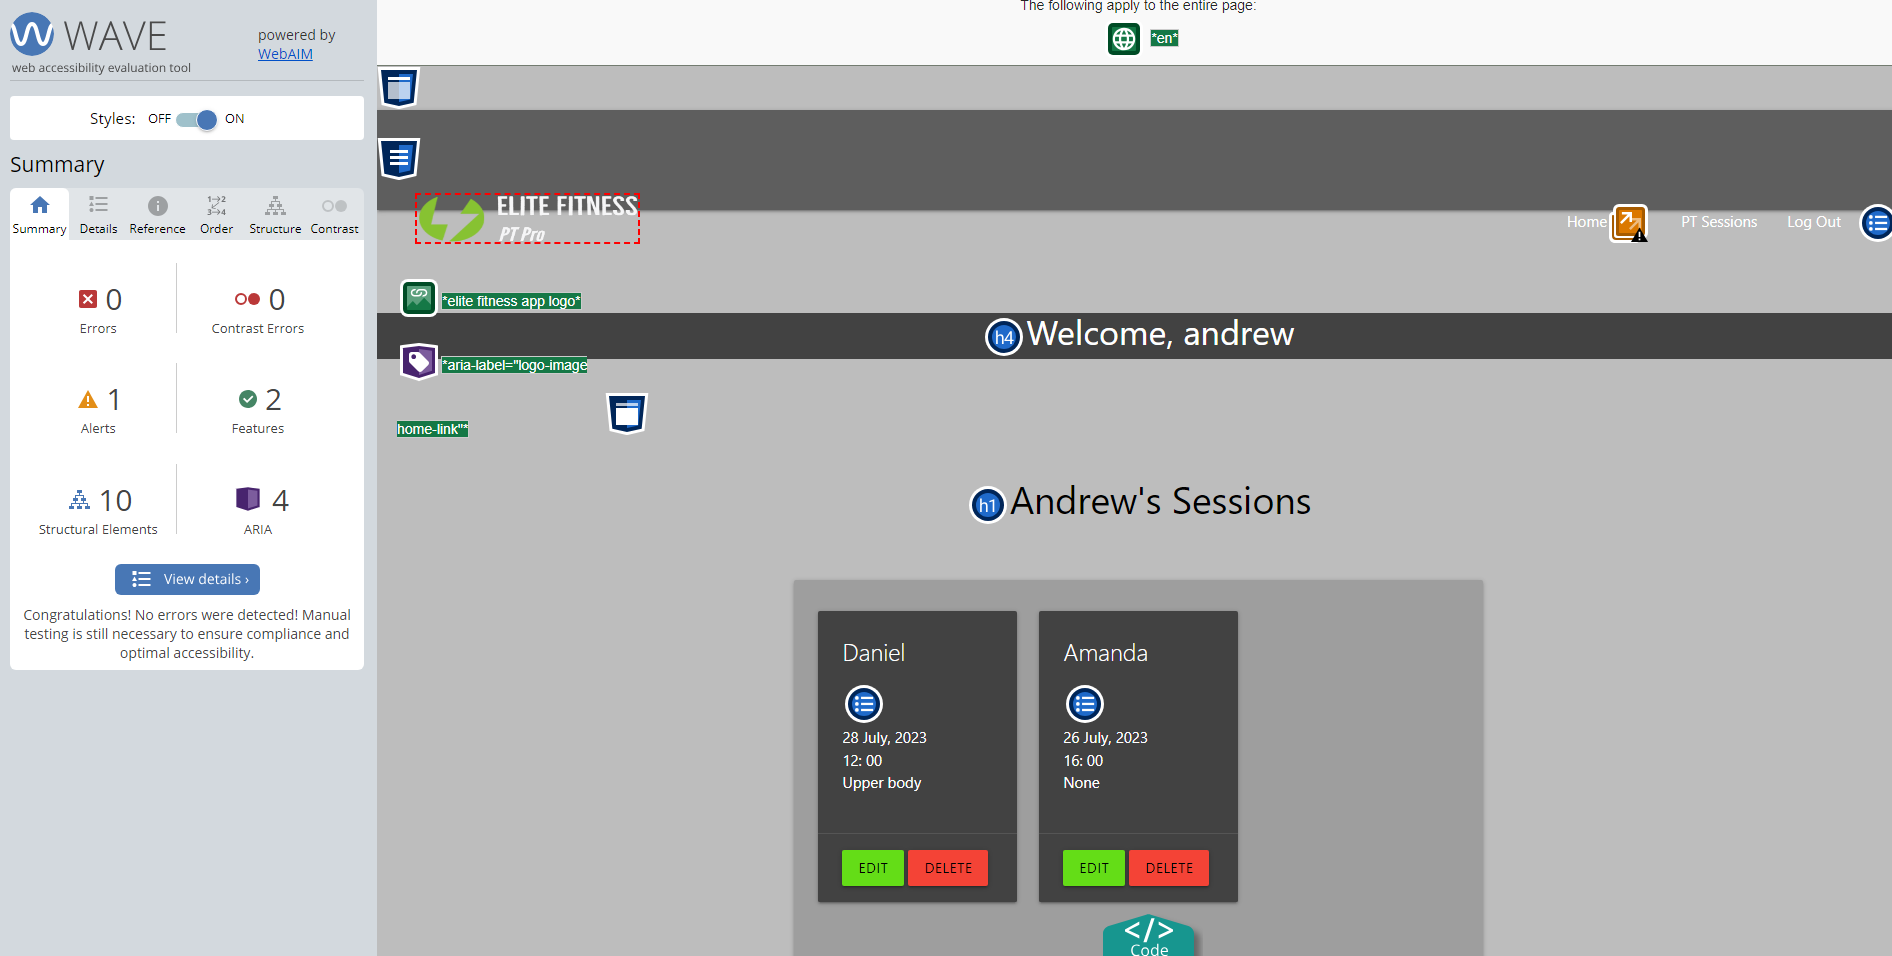 WAVE
powered by
WebAIM
web accessibility evaluation tool
Styles: OFF ON
Summary
Summary Details Reference Order Structure Contrast
0 0
Errors Contrast Errors
1 2
Alerts Features
10 4
Structural Elements ARIA
View details ›
Congratulations! No errors were detected! Manual
testing is still necessary to ensure compliance and
optimal accessibility.
The following apply to the entire page:
*en*
ELITE FITNESS
PT Pro
Home PT Sessions Log Out
*elite fitness app logo*
h4 Welcome, andrew
*aria-label="logo-image
home-link"*
h1 Andrew's Sessions
Daniel
28 July, 2023
12: 00
Upper body
EDIT DELETE
Amanda
26 July, 2023
16: 00
None
EDIT DELETE
</>
Code